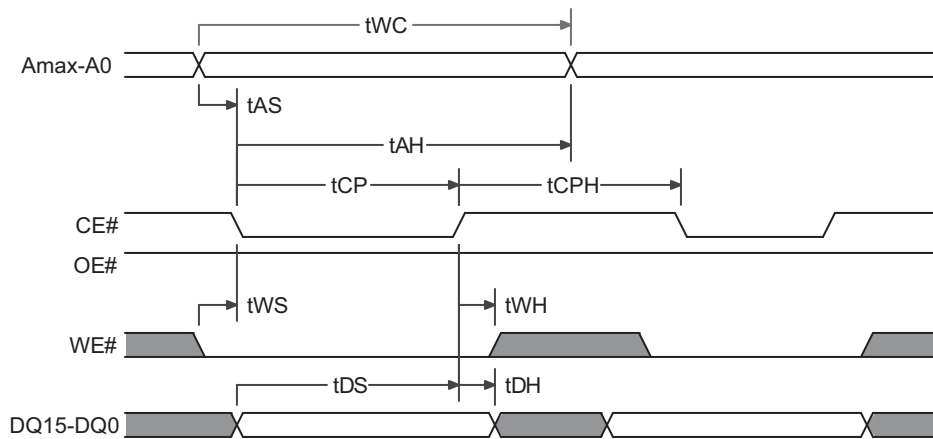 tWC
Amax-A0
tAS
tAH
tCP tCPH
CE#
OE#
tWS tWH
WE#
tDS tDH
DQ15-DQ0